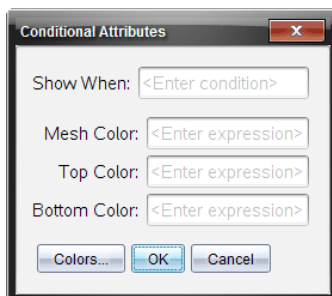 Conditional Attributes
Show When: <Enter condition>
Mesh Color: <Enter expression>
Top Color: <Enter expression>
Bottom Color: <Enter expression>
Colors... OK Cancel